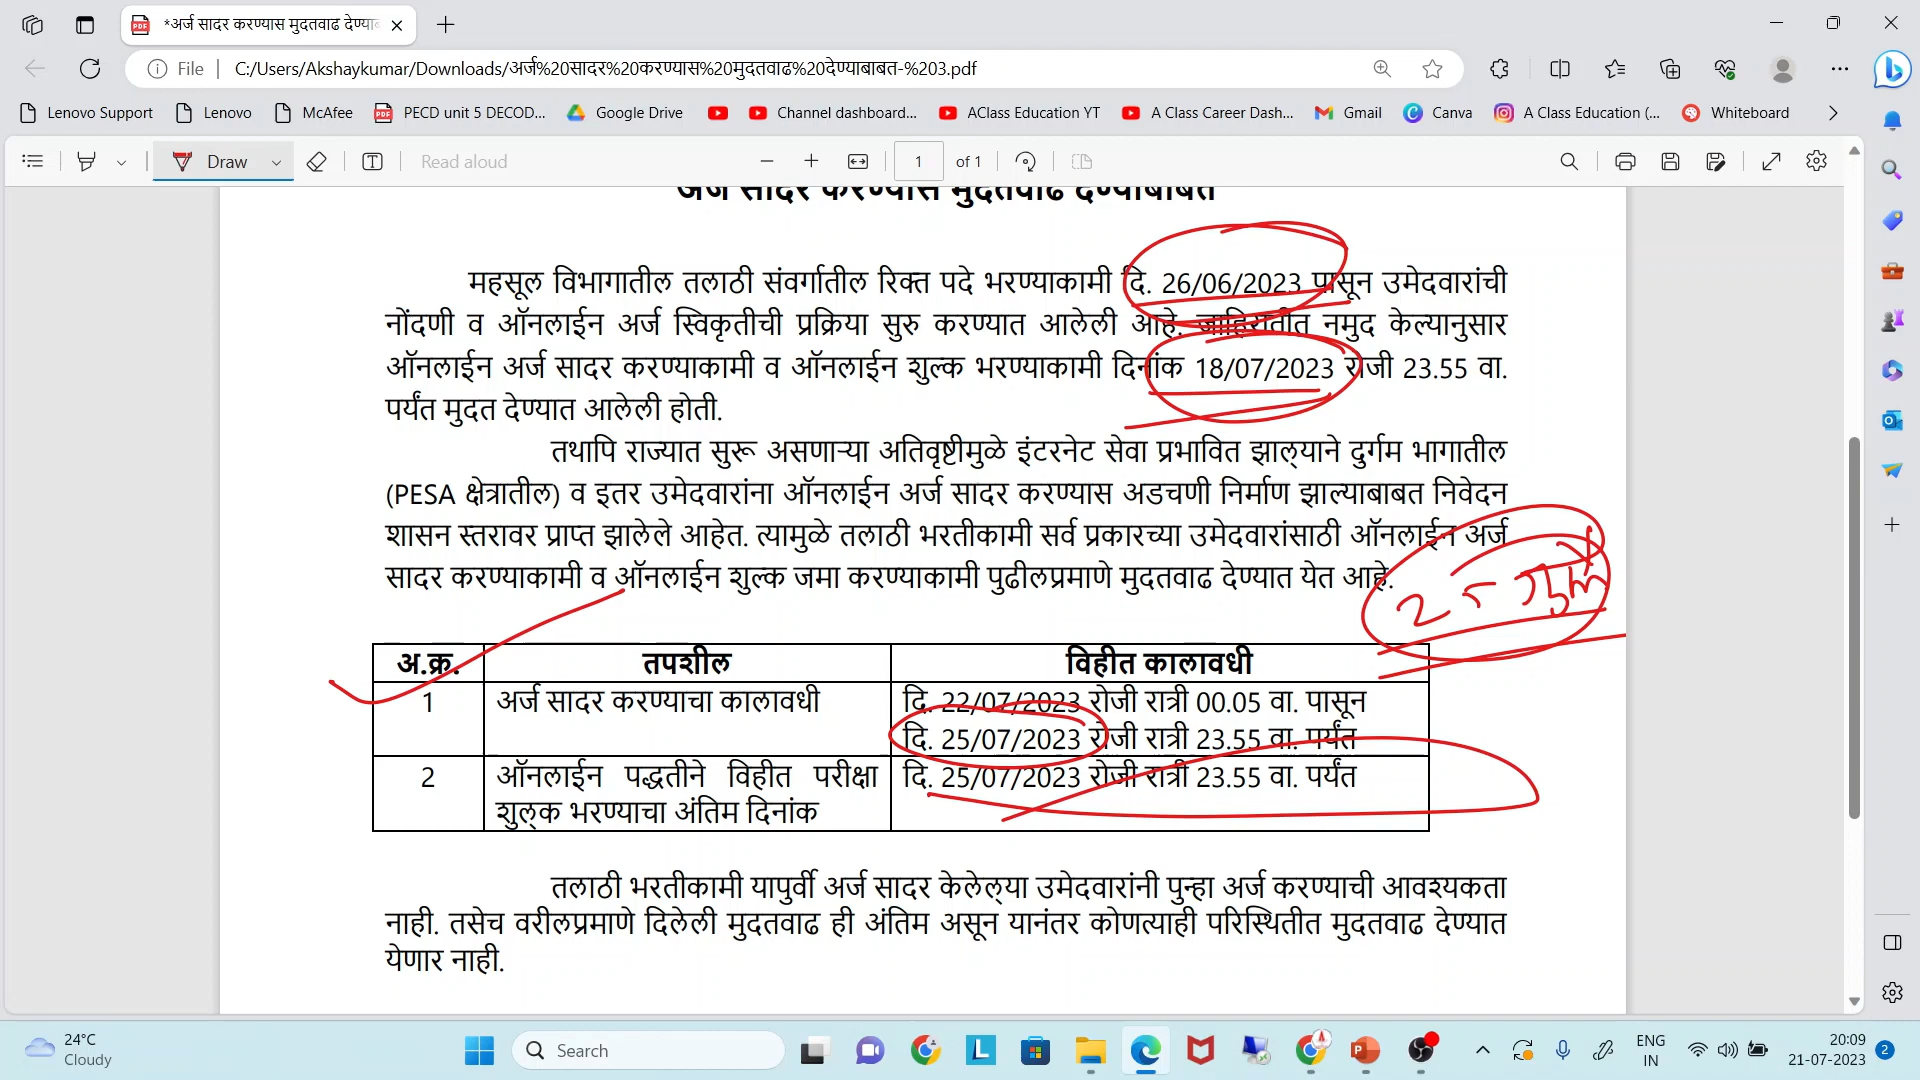 *अर्ज सादर करण्यास मुदतवाढ देण्या
File
C:/Users/Akshaykumar/Downloads/अर्ज%20सादर%20करण्यास%20मुदतवाढ%20देण्याबाबत-%203.pdf
Lenovo Support Lenovo McAfee PECD unit 5 DECOD... Google Drive Channel dashboard... AClass Education YT A Class Career Dash... Gmail Canva A Class Education (... Whiteboard
Draw Read aloud 1 of 1
अर्ज सादर करण्यास मुदतवाढ देण्याबाबत
महसूल विभागातील तलाठी संवर्गातील रिक्त पदे भरण्याकामी दि. 26/06/2023 पासून उमेदवारांची
नोंदणी व ऑनलाईन अर्ज स्विकृतीची प्रक्रिया सुरु करण्यात आलेली आहे. जाहिरातीत नमुद केल्यानुसार
ऑनलाईन अर्ज सादर करण्याकामी व ऑनलाईन शुल्क भरण्याकामी दिनांक 18/07/2023 रोजी 23.55 वा.
पर्यंत मुदत देण्यात आलेली होती.
तथापि राज्यात सुरू असणाऱ्या अतिवृष्टीमुळे इंटरनेट सेवा प्रभावित झाल्याने दुर्गम भागातील
(PESA क्षेत्रातील) व इतर उमेदवारांना ऑनलाईन अर्ज सादर करण्यास अडचणी निर्माण झाल्याबाबत निवेदन
शासन स्तरावर प्राप्त झालेले आहेत. त्यामुळे तलाठी भरतीकामी सर्व प्रकारच्या उमेदवारांसाठी ऑनलाईन अर्ज
सादर करण्याकामी व ऑनलाईन शुल्क जमा करण्याकामी पुढीलप्रमाणे मुदतवाढ देण्यात येत आहे.
अ.क्र. तपशील विहीत कालावधी
1 अर्ज सादर करण्याचा कालावधी दि. 22/07/2023 रोजी रात्री 00.05 वा. पासून
दि. 25/07/2023 रोजी रात्री 23.55 वा. पर्यंत
2 ऑनलाईन पद्धतीने विहीत परीक्षा दि. 25/07/2023 रोजी रात्री 23.55 वा. पर्यंत
शुल्क भरण्याचा अंतिम दिनांक
तलाठी भरतीकामी यापुर्वी अर्ज सादर केलेल्या उमेदवारांनी पुन्हा अर्ज करण्याची आवश्यकता
नाही. तसेच वरीलप्रमाणे दिलेली मुदतवाढ ही अंतिम असून यानंतर कोणत्याही परिस्थितीत मुदतवाढ देण्यात
येणार नाही.
24°C
Cloudy
Search
ENG
IN
20:09
21-07-2023
2